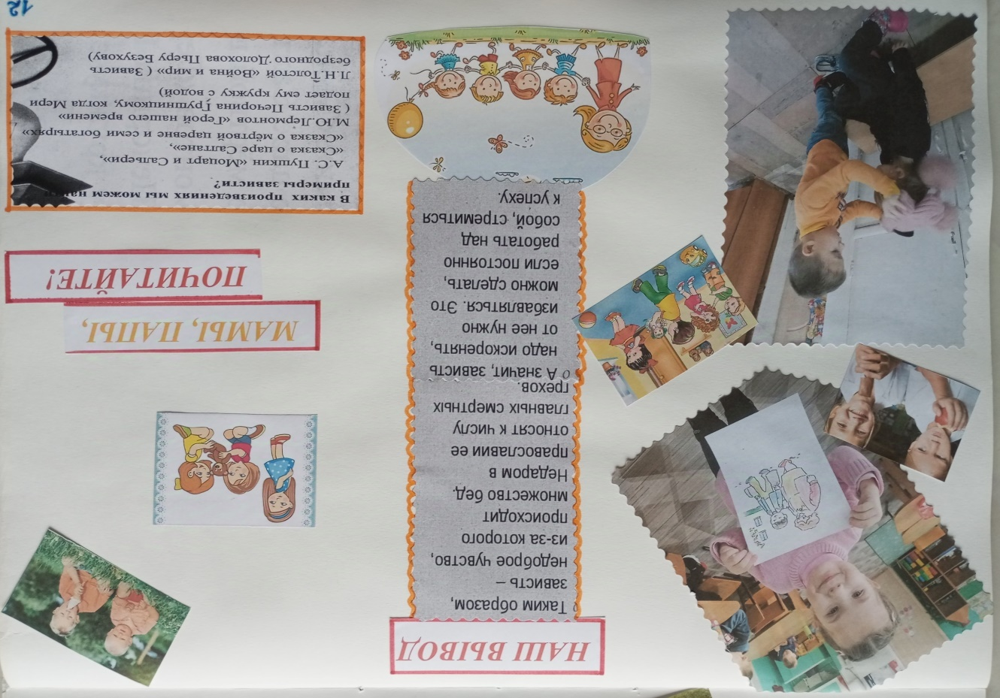 НАШ ВЫВОД
Таким образом,
зависть –
недоброе чувство,
из-за которого
происходит
множество бед.
Недаром в
православии ее
относят к числу
главных смертных
грехов.
о А значит, зависть
надо искоренять,
от нее нужно
избавляться. Это
можно сделать,
если постоянно
работать над
собой, стремиться
к успеху.
МАМЫ, ПАПЫ,
ПОЧИТАЙТЕ!
В каких произведениях мы можем найти
примеры зависти?
А.С. Пушкин «Моцарт и Сальери»,
«Сказка о царе Салтане»,
«Сказка о мёртвой царевне и семи богатырях»
М.Ю.Лермонтов «Герой нашего времени»
( Зависть Печорина Грушницкому, когда Мери
подает ему кружку с водой)
Л.Н.Толстой «Война и мир» ( Зависть
безродного Долохова Пьеру Безухову)
12